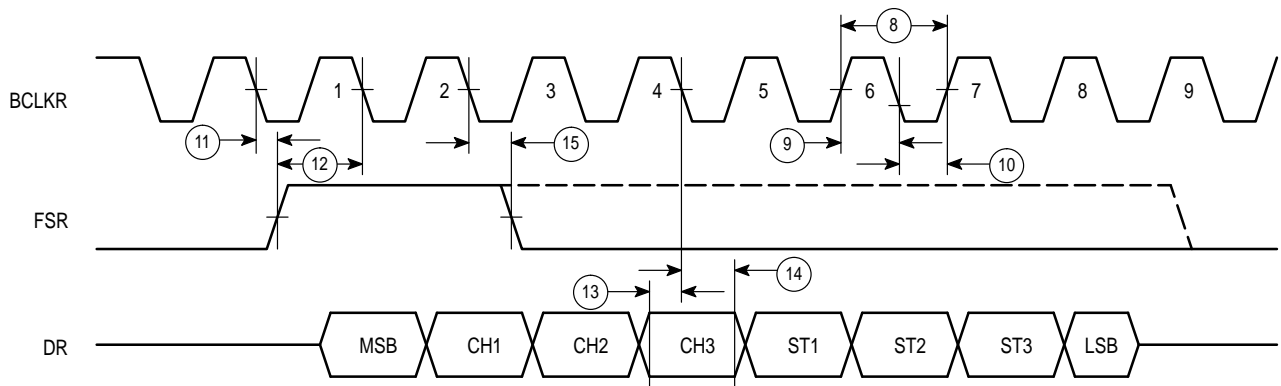 8
BCLKR 1 2 3 4 5 6 7 8 9
11 15 9 10
12
FSR
13 14
DR MSB CH1 CH2 CH3 ST1 ST2 ST3 LSB